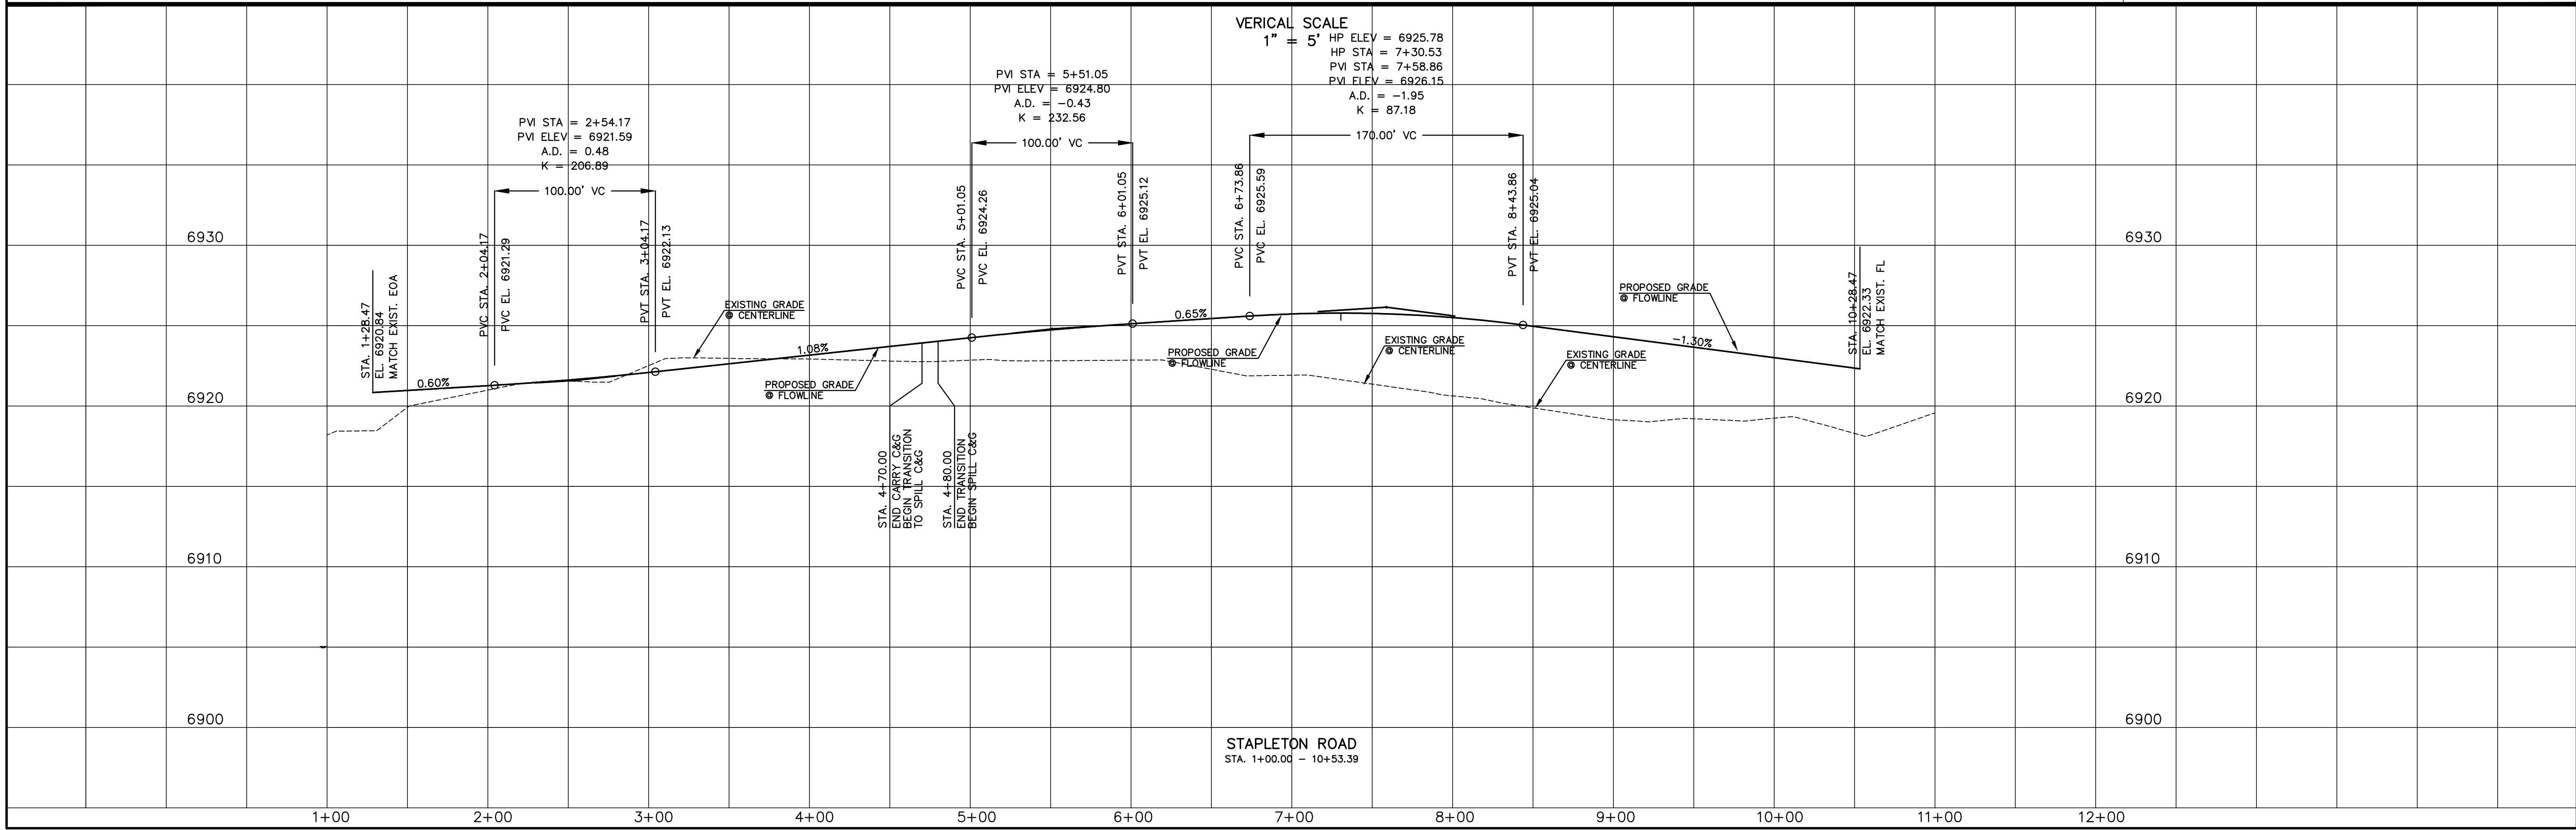 VERICAL SCALE
1" = 5'
HP ELEV = 6925.78
HP STA = 7+30.53
PVI STA = 7+58.86
PVI ELEV = 6926.15
A.D. = -1.95
K = 87.18
170.00' VC
PVI STA = 5+51.05
PVI ELEV = 6924.80
A.D. = -0.43
K = 232.56
100.00' VC
PVI STA = 2+54.17
PVI ELEV = 6921.59
A.D. = 0.48
K = 206.89
100.00' VC
6930
STA. 1+28.47
EL. 6920.84
MATCH EXIST. EOA
PVC STA. 2+04.17
PVC EL. 6921.29
PVT STA. 3+04.17
PVT EL. 6922.13
PVC STA. 5+01.05
PVC EL. 6924.26
PVT STA. 6+01.05
PVT EL. 6925.12
PVC STA. 6+73.86
PVC EL. 6925.59
PVT STA. 8+43.86
PVT EL. 6925.04
STA. 10+28.47
EL. 6922.33
MATCH EXIST. FL
6930
EXISTING GRADE
@ CENTERLINE
PROPOSED GRADE
@ FLOWLINE
0.60%
1.08%
0.65%
-1.30%
PROPOSED GRADE
@ FLOWLINE
PROPOSED GRADE
@ FLOWLINE
EXISTING GRADE
@ CENTERLINE
EXISTING GRADE
@ CENTERLINE
6920
6920
STA. 4+70.00
END CARRY C&G
BEGIN TRANSITION
TO SPILL C&G
STA. 4+80.00
END TRANSITION
BEGIN SPILL C&G
6910
6910
6900
6900
STAPLETON ROAD
STA. 1+00.00 - 10+53.39
1+00
2+00
3+00
4+00
5+00
6+00
7+00
8+00
9+00
10+00
11+00
12+00